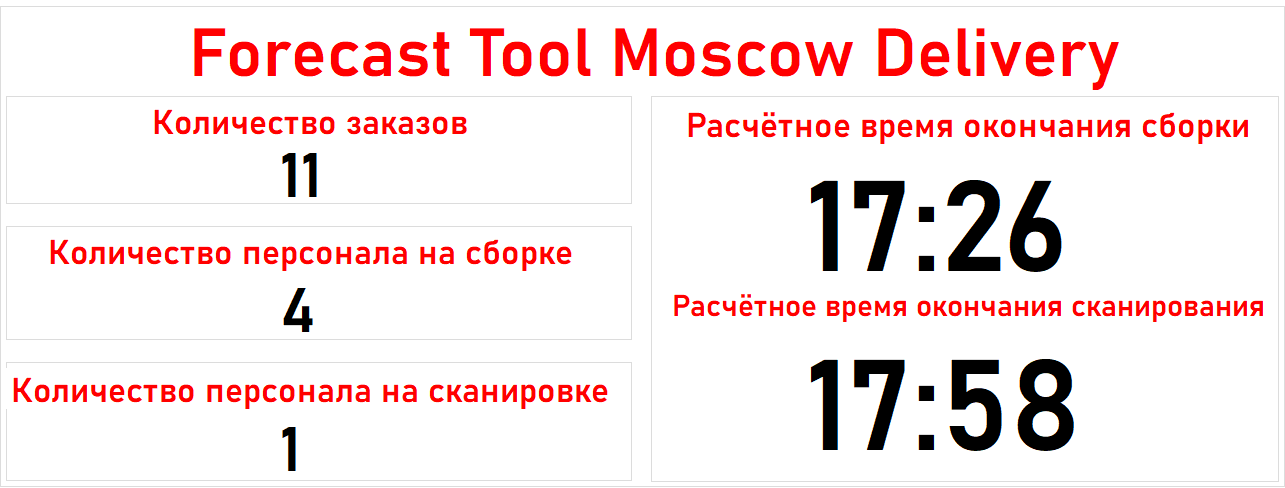 Forecast Tool Moscow Delivery
Количество заказов
11
Количество персонала на сборке
4
Количество персонала на сканировке
1
Расчётное время окончания сборки
17:26
Расчётное время окончания сканирования
17:58